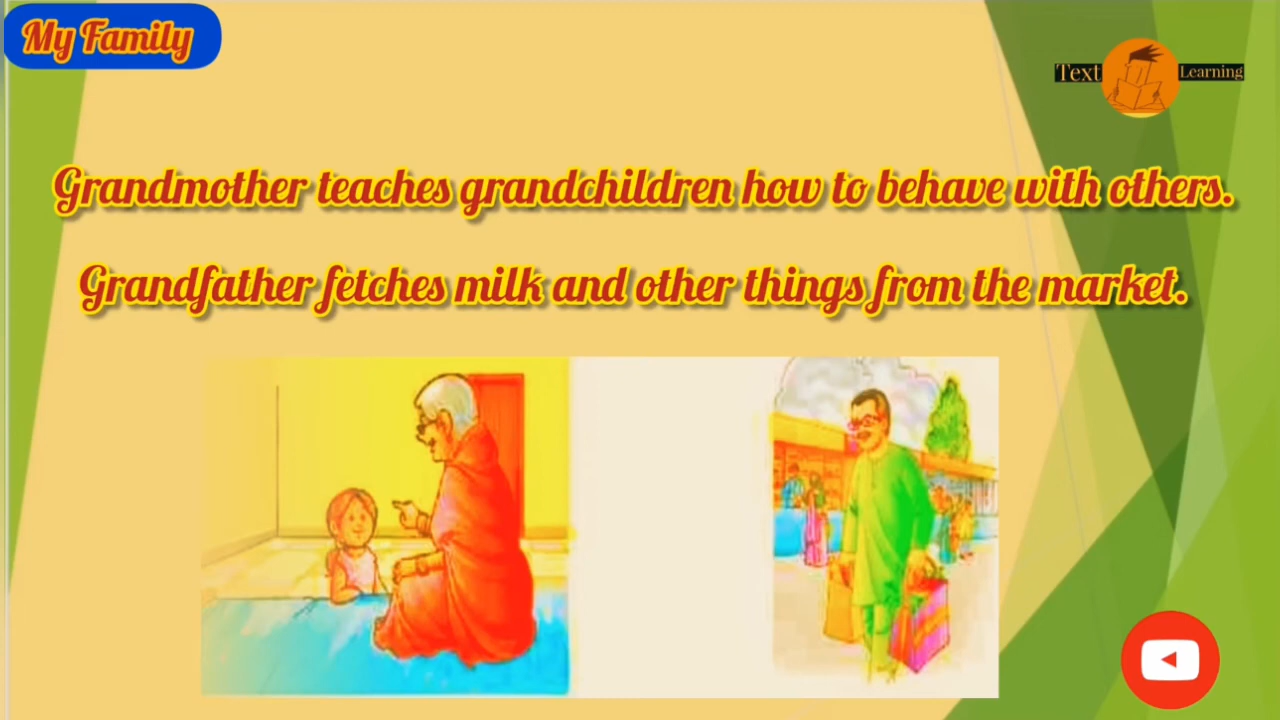 My Family
Text Learning
Grandmother teaches grandchildren how to behave with others.
Grandfather fetches milk and other things from the market.